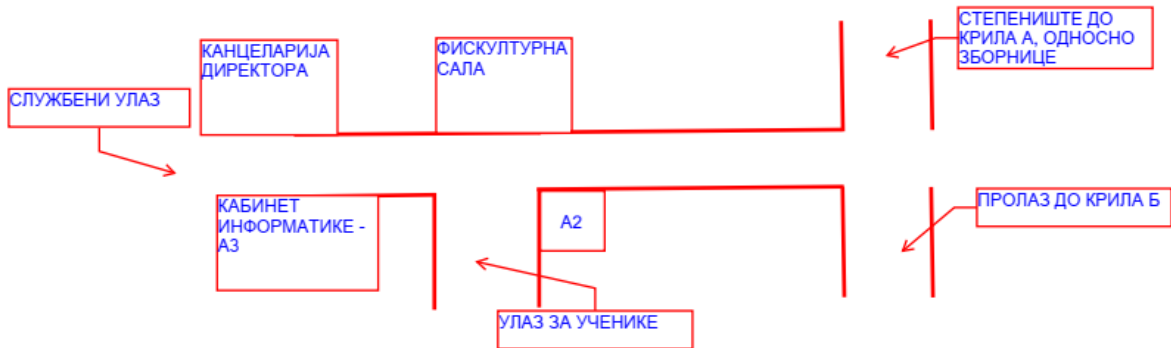 СТЕПЕНИШТЕ ДО
КРИЛА А, ОДНОСНО
ЗБОРНИЦЕ
КАНЦЕЛАРИЈА
ДИРЕКТОРА
ФИСКУЛТУРНА
САЛА
СЛУЖБЕНИ УЛАЗ
КАБИНЕТ
ИНФОРМАТИКЕ -
А3
А2
ПРОЛАЗ ДО КРИЛА Б
УЛАЗ ЗА УЧЕНИКЕ